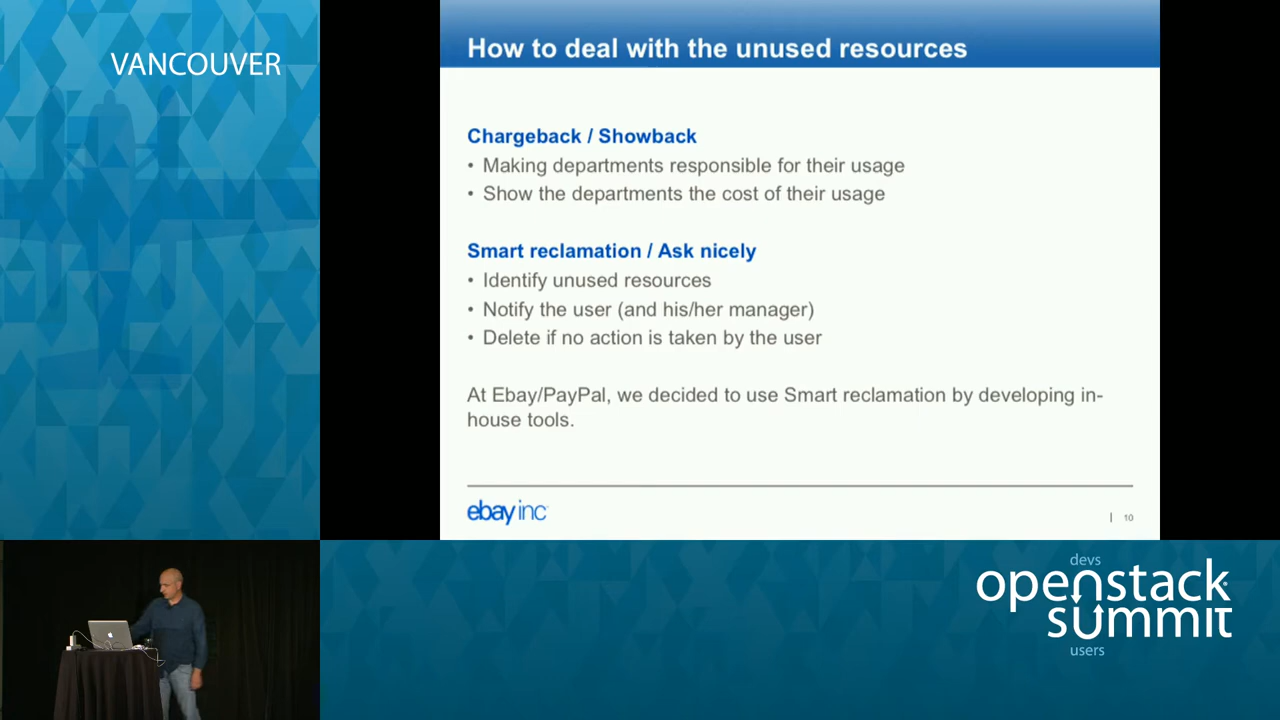 VANCOUVER
How to deal with the unused resources
Chargeback / Showback
• Making departments responsible for their usage
• Show the departments the cost of their usage
Smart reclamation / Ask nicely
• Identify unused resources
• Notify the user (and his/her manager)
• Delete if no action is taken by the user
At Ebay/PayPal, we decided to use Smart reclamation by developing in-
house tools.
ebay inc
| 10
devs
openstack
summit
users